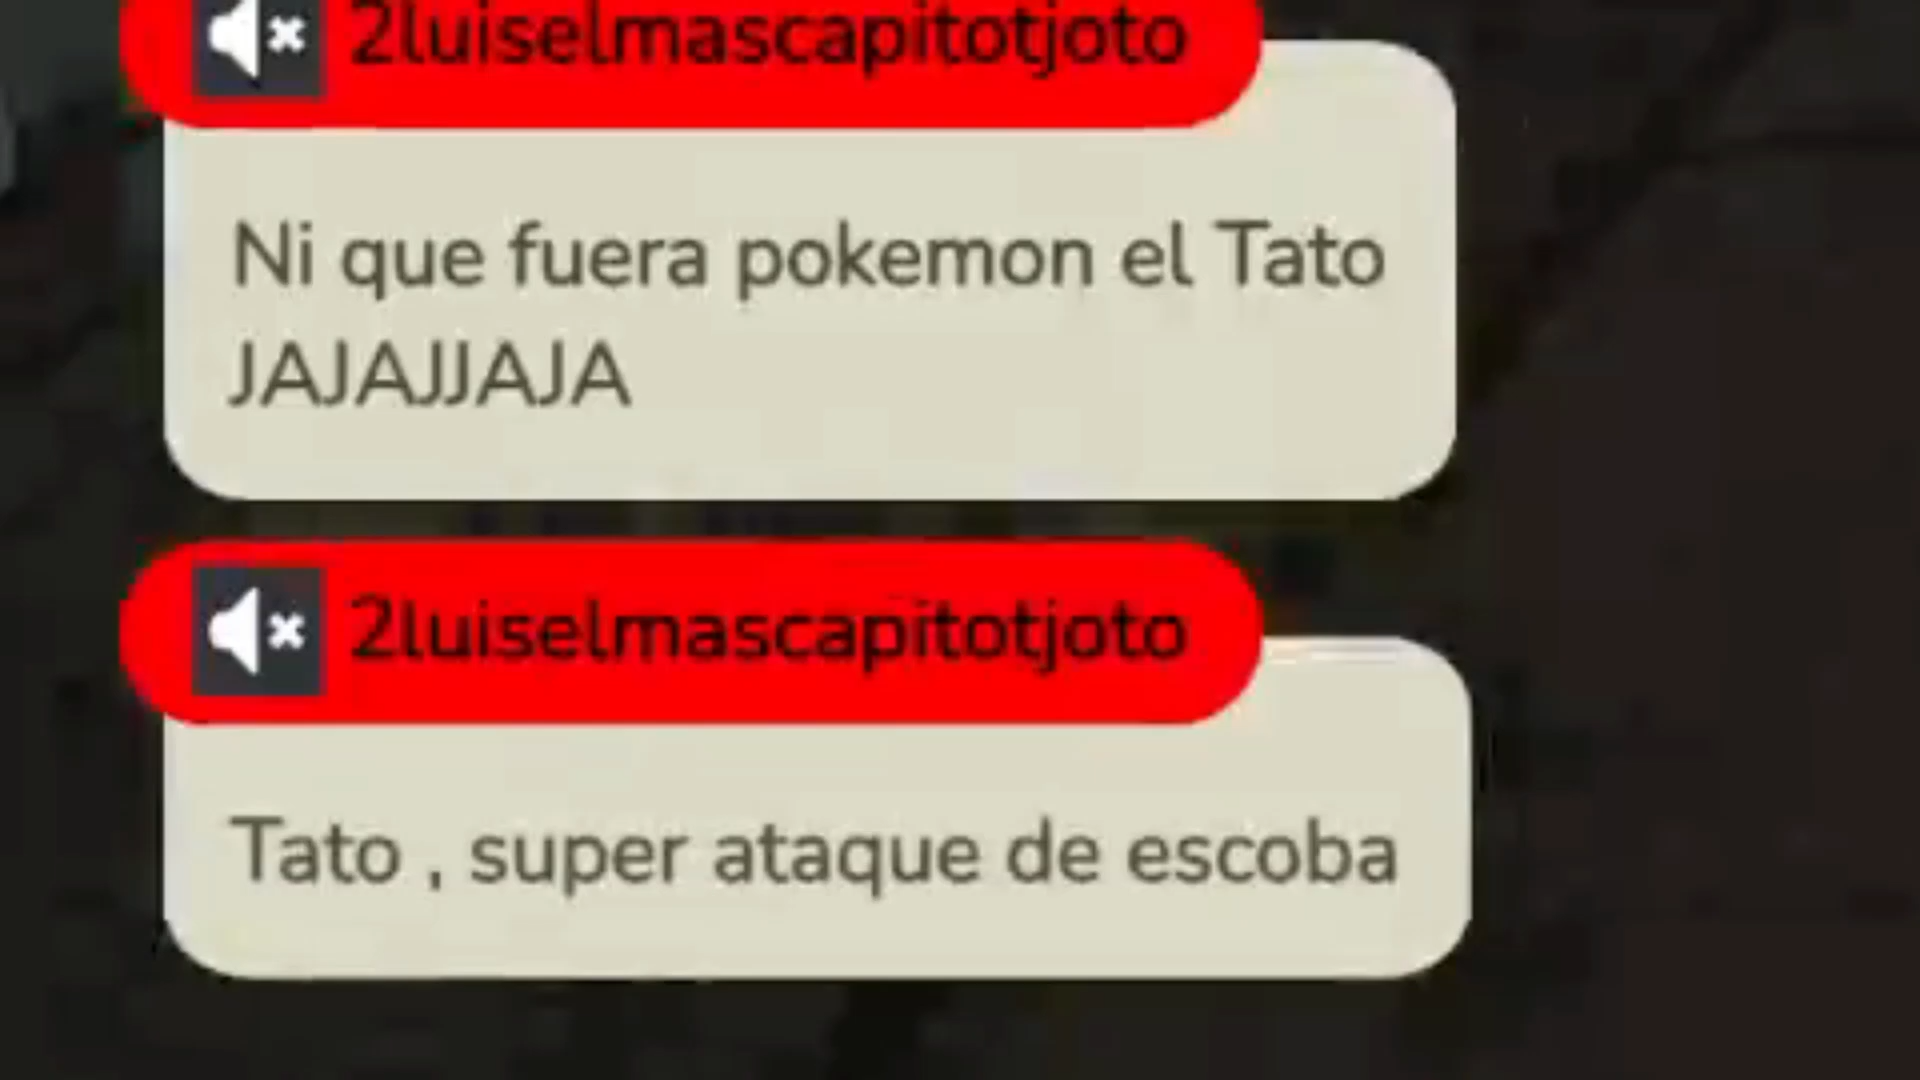 2luiselmascapitotjoto
Ni que fuera pokemon el Tato
JAJAJJAJA
2luiselmascapitotjoto
Tato , super ataque de escoba